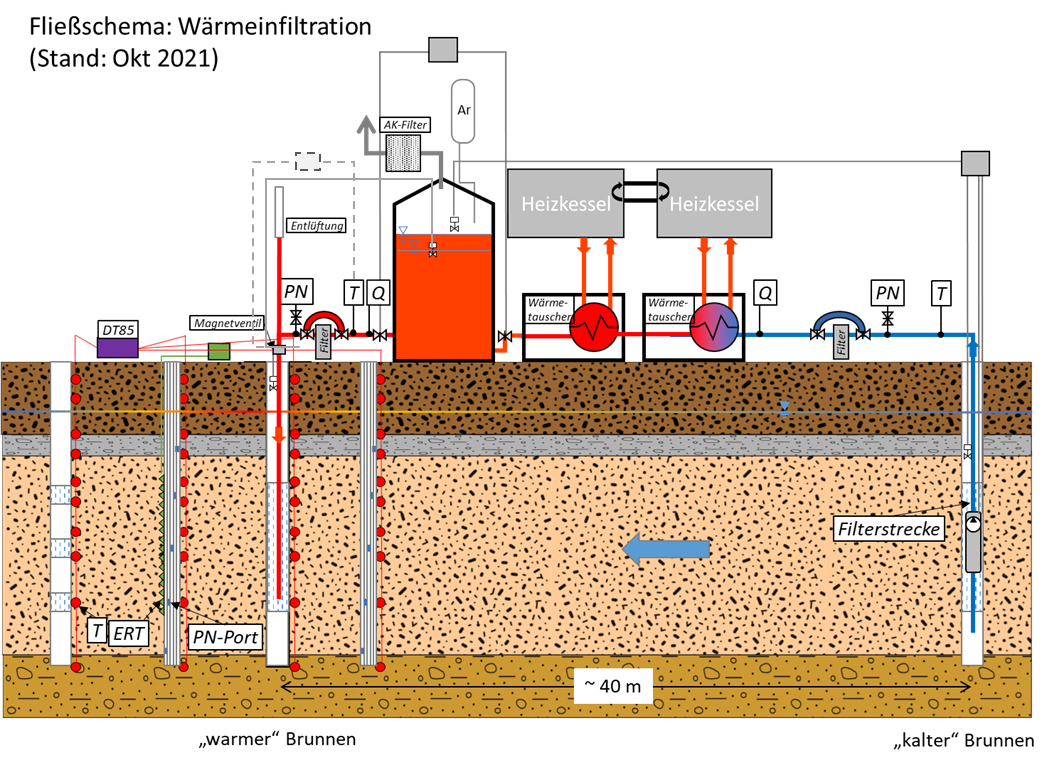 Fließschema: Wärmeinfiltration
(Stand: Okt 2021)
Ar
AK-Filter
Heizkessel
Heizkessel
Entlüftung
PN
T
Q
Q
PN
T
Wärme-
tauscher
Wärme-
tauscher
DT85
Magnetventil
Filter
Filter
Filterstrecke
T
ERT
PN-Port
~ 40 m
„warmer“ Brunnen
„kalter“ Brunnen